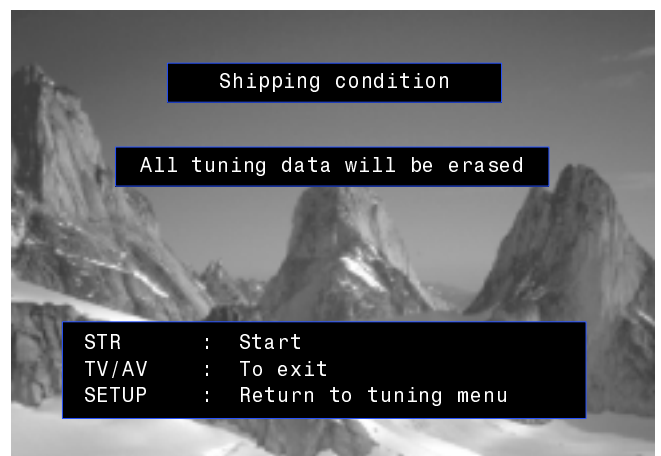 Shipping condition
All tuning data will be erased
STR : Start
TV/AV : To exit
SETUP : Return to tuning menu